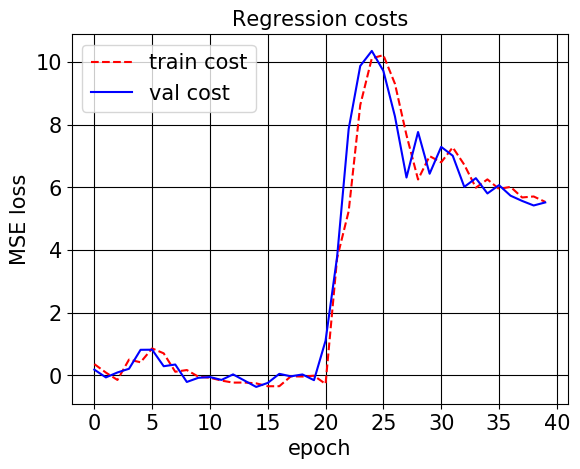 Regression costs
train cost
val cost
MSE loss
10
8
6
4
2
0
0 5 10 15 20 25 30 35 40
epoch